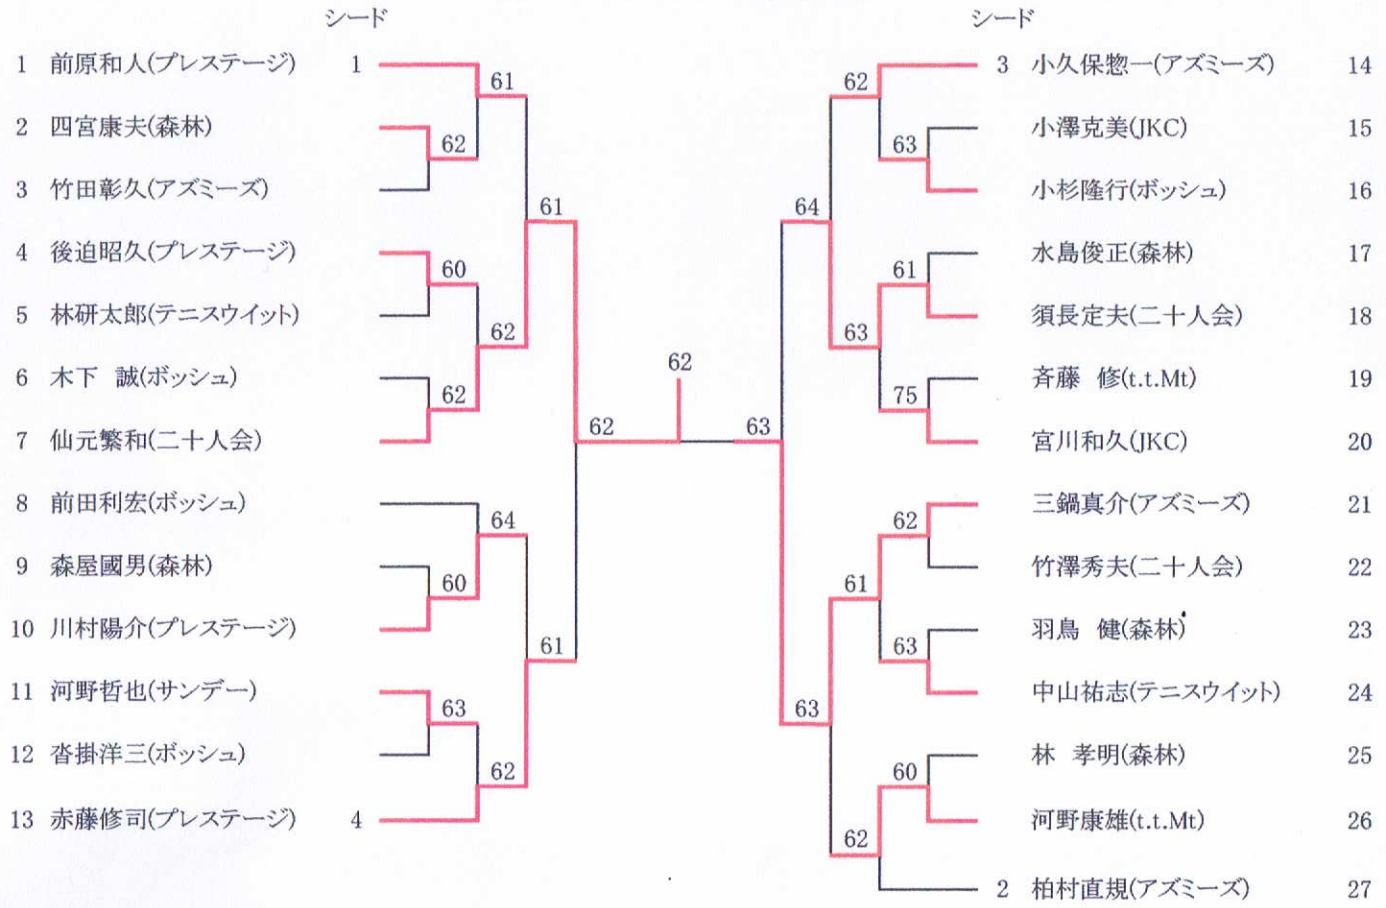 シード
シード
1 前原和人(プレステージ) 1
61
62
3 小久保惣一(アズミーズ) 14
2 四宮康夫(森林)
62
63
小澤克美(JKC) 15
3 竹田彰久(アズミーズ)
小杉隆行(ボッシュ) 16
61
64
4 後迫昭久(プレステージ)
60
61
水島俊正(森林) 17
5 林研太郎(テニスウイット)
須長定夫(二十人会) 18
62
63
6 木下 誠(ボッシュ)
62
62
75
斉藤 修(t.t.Mt) 19
7 仙元繁和(二十人会)
62
63
宮川和久(JKC) 20
8 前田利宏(ボッシュ)
64
62
三鍋真介(アズミーズ) 21
9 森屋國男(森林)
60
61
竹澤秀夫(二十人会) 22
10 川村陽介(プレステージ)
61
63
羽鳥 健(森林) 23
11 河野哲也(サンデー)
63
63
中山祐志(テニスウイット) 24
12 沓掛洋三(ボッシュ)
62
60
林 孝明(森林) 25
13 赤藤修司(プレステージ) 4
62
河野康雄(t.t.Mt) 26
2 柏村直規(アズミーズ) 27